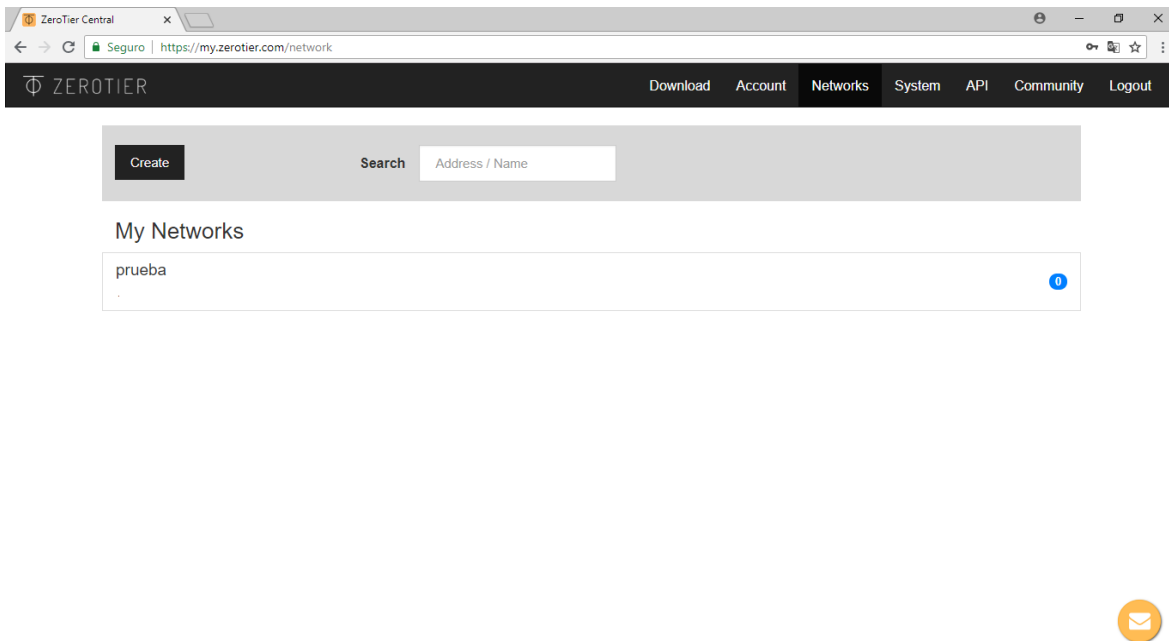 ZeroTier Central
Seguro | https://my.zerotier.com/network
ZEROTIER Download Account Networks System API Community Logout
Create Search Address / Name
My Networks
prueba
0